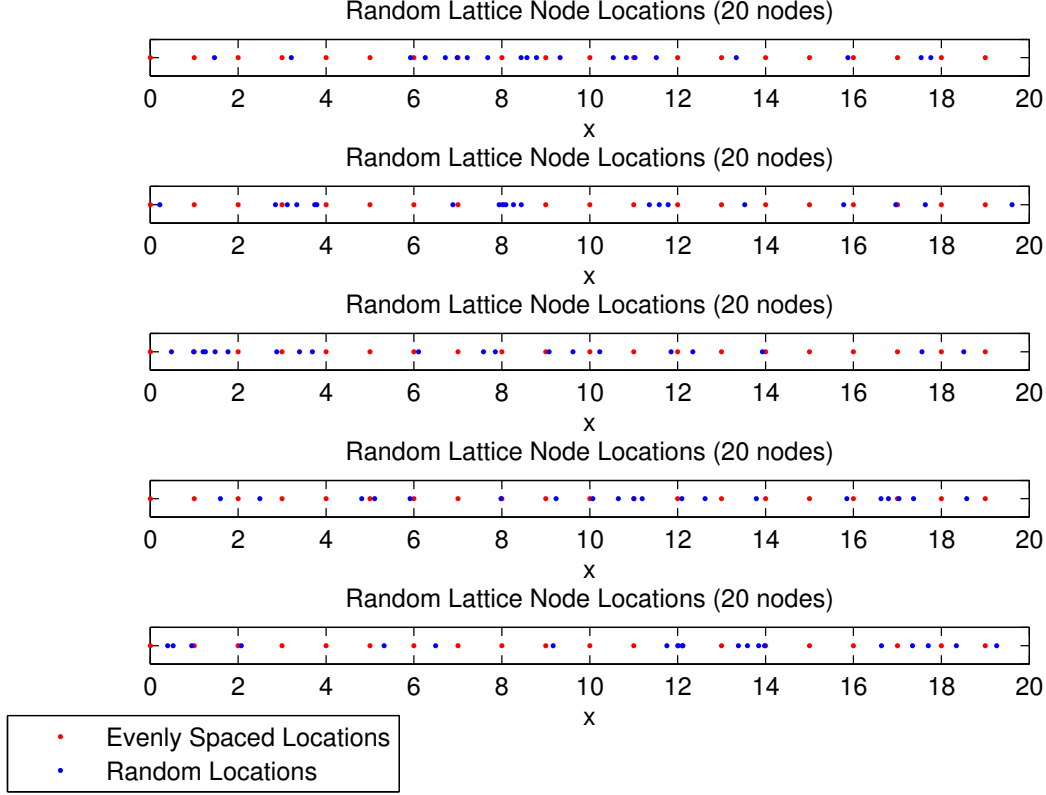 Random Lattice Node Locations (20 nodes)
0 2 4 6 8 10 12 14 16 18 20
x
Random Lattice Node Locations (20 nodes)
0 2 4 6 8 10 12 14 16 18 20
x
Random Lattice Node Locations (20 nodes)
0 2 4 6 8 10 12 14 16 18 20
x
Random Lattice Node Locations (20 nodes)
0 2 4 6 8 10 12 14 16 18 20
x
Random Lattice Node Locations (20 nodes)
0 2 4 6 8 10 12 14 16 18 20
x
Evenly Spaced Locations
Random Locations